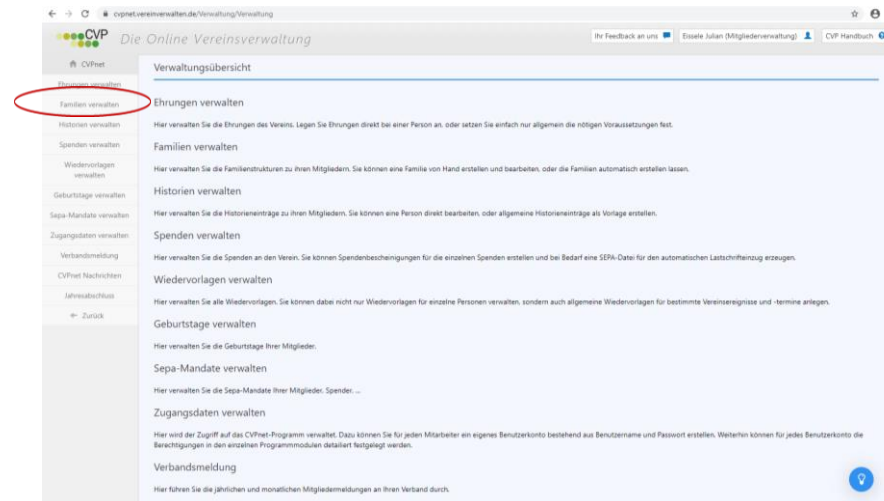 cvpnet.vereinverwalten.de/Verwaltung/Verwaltung
CVP Die Online Vereinsverwaltung
Ihr Feedback an uns
Eissele Julian (Mitgliederverwaltung)
CVP Handbuch
CVPnet
Ehrungen verwalten
Familien verwalten
Historien verwalten
Spenden verwalten
Wiedervorlagen
verwalten
Geburtstage verwalten
Sepa-Mandate verwalten
Zugangsdaten verwalten
Verbandsmeldung
CVPnet Nachrichten
Jahresabschluss
Zurück
Verwaltungsübersicht
Ehrungen verwalten
Hier verwalten Sie die Ehrungen des Vereins. Legen Sie Ehrungen direkt bei einer Person an, oder setzen Sie einfach nur allgemein die nötigen Voraussetzungen fest.
Familien verwalten
Hier verwalten Sie die Familienstrukturen zu ihren Mitgliedern. Sie können eine Familie von Hand erstellen und bearbeiten, oder die Familien automatisch erstellen lassen.
Historien verwalten
Hier verwalten Sie die Historieneinträge zu ihren Mitgliedern. Sie können eine Person direkt bearbeiten, oder allgemeine Historieneinträge als Vorlage erstellen.
Spenden verwalten
Hier verwalten Sie die Spenden an den Verein. Sie können Spendenbescheinigungen für die einzelnen Spenden erstellen und bei Bedarf eine SEPA-Datei für den automatischen Lastschrifteinzug erzeugen.
Wiedervorlagen verwalten
Hier verwalten Sie alle Wiedervorlagen. Sie können dabei nicht nur Wiedervorlagen für einzelne Personen verwalten, sondern auch allgemeine Wiedervorlagen für bestimmte Vereinsereignisse und -termine anlegen.
Geburtstage verwalten
Hier verwalten Sie die Geburtstage Ihrer Mitglieder.
Sepa-Mandate verwalten
Hier verwalten Sie die Sepa-Mandate Ihrer Mitglieder, Spender, ...
Zugangsdaten verwalten
Hier wird der Zugriff auf das CVPnet-Programm verwaltet. Dazu können Sie für jeden Mitarbeiter ein eigenes Benutzerkonto bestehend aus Benutzername und Passwort erstellen. Weiterhin können für jedes Benutzerkonto die
Berechtigungen in den einzelnen Programmmodulen detailiert festgelegt werden.
Verbandsmeldung
Hier führen Sie die jährlichen und monatlichen Mitgliedermeldungen an Ihren Verband durch.